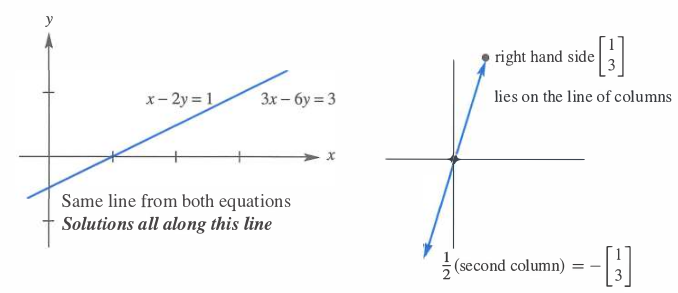 y
x – 2y = 1
3x – 6y = 3
x
Same line from both equations
Solutions all along this line
right hand side [1 3]
lies on the line of columns
1/2 (second column) = – [1 3]